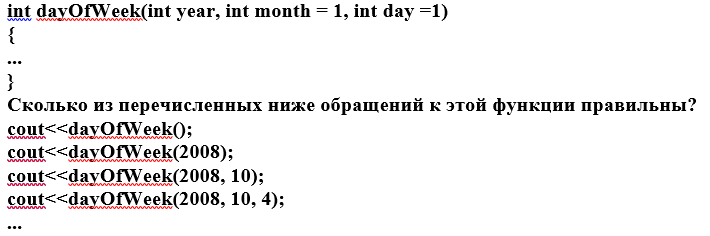 int dayOfWeek(int year, int month = 1, int day =1)
{
...
}
Сколько из перечисленных ниже обращений к этой функции правильны?
cout<<dayOfWeek();
cout<<dayOfWeek(2008);
cout<<dayOfWeek(2008, 10);
cout<<dayOfWeek(2008, 10, 4);
...